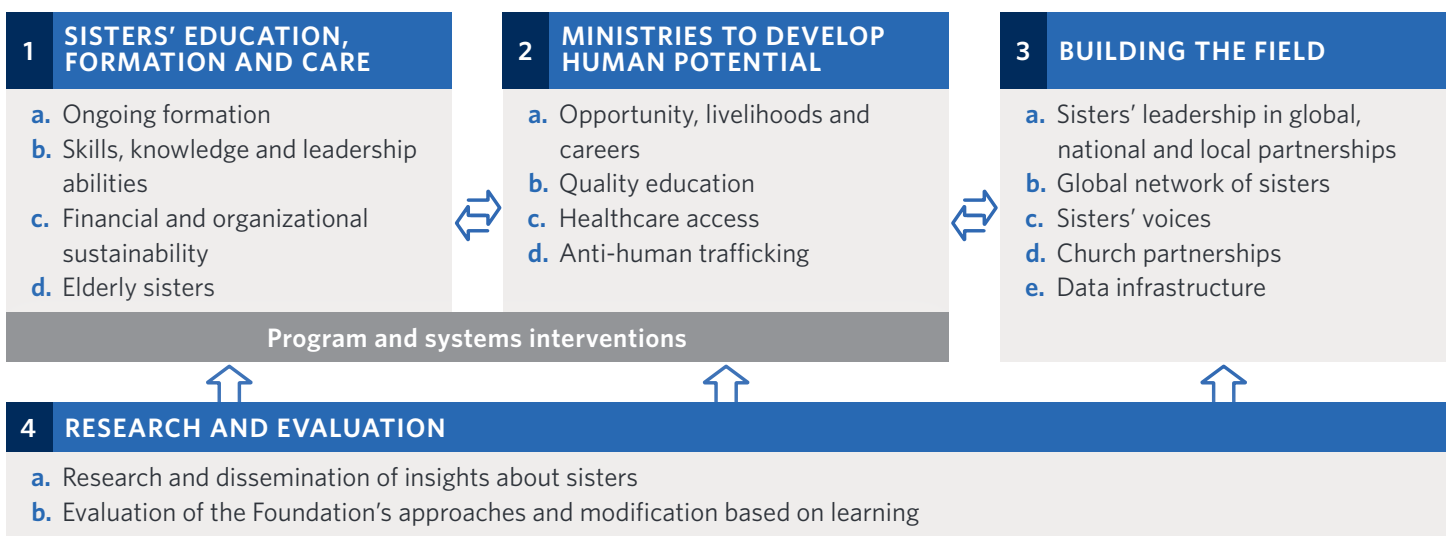 1
SISTERS’ EDUCATION,
FORMATION AND CARE
a. Ongoing formation
b. Skills, knowledge and leadership
abilities
c. Financial and organizational
sustainability
d. Elderly sisters
2
MINISTRIES TO DEVELOP
HUMAN POTENTIAL
a. Opportunity, livelihoods and
careers
b. Quality education
c. Healthcare access
d. Anti-human trafficking
Program and systems interventions
3 BUILDING THE FIELD
a. Sisters’ leadership in global,
national and local partnerships
b. Global network of sisters
c. Sisters’ voices
d. Church partnerships
e. Data infrastructure
4 RESEARCH AND EVALUATION
a. Research and dissemination of insights about sisters
b. Evaluation of the Foundation’s approaches and modification based on learning